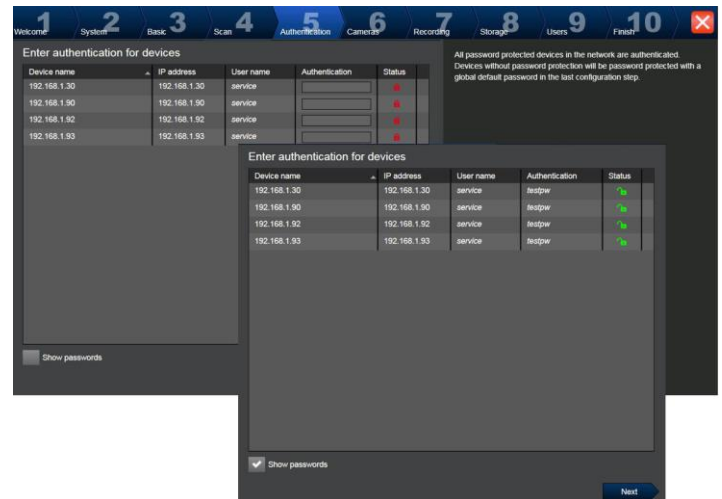 1 2 3 4 5 6 7 8 9 10
Welcome System Basic Scan Authentication Cameras Recording Storage Users Finish
Enter authentication for devices
Device name IP address User name Authentication Status
192.168.1.30 192.168.1.30 service
192.168.1.90 192.168.1.90 service
192.168.1.92 192.168.1.92 service
192.168.1.93 192.168.1.93 service
Show passwords
All password protected devices in the network are authenticated.
Devices without password protection will be password protected with a
global default password in the last configuration step.
Enter authentication for devices
Device name IP address User name Authentication Status
192.168.1.30 192.168.1.30 service testpw
192.168.1.90 192.168.1.90 service testpw
192.168.1.92 192.168.1.92 service testpw
192.168.1.93 192.168.1.93 service testpw
Show passwords
Next